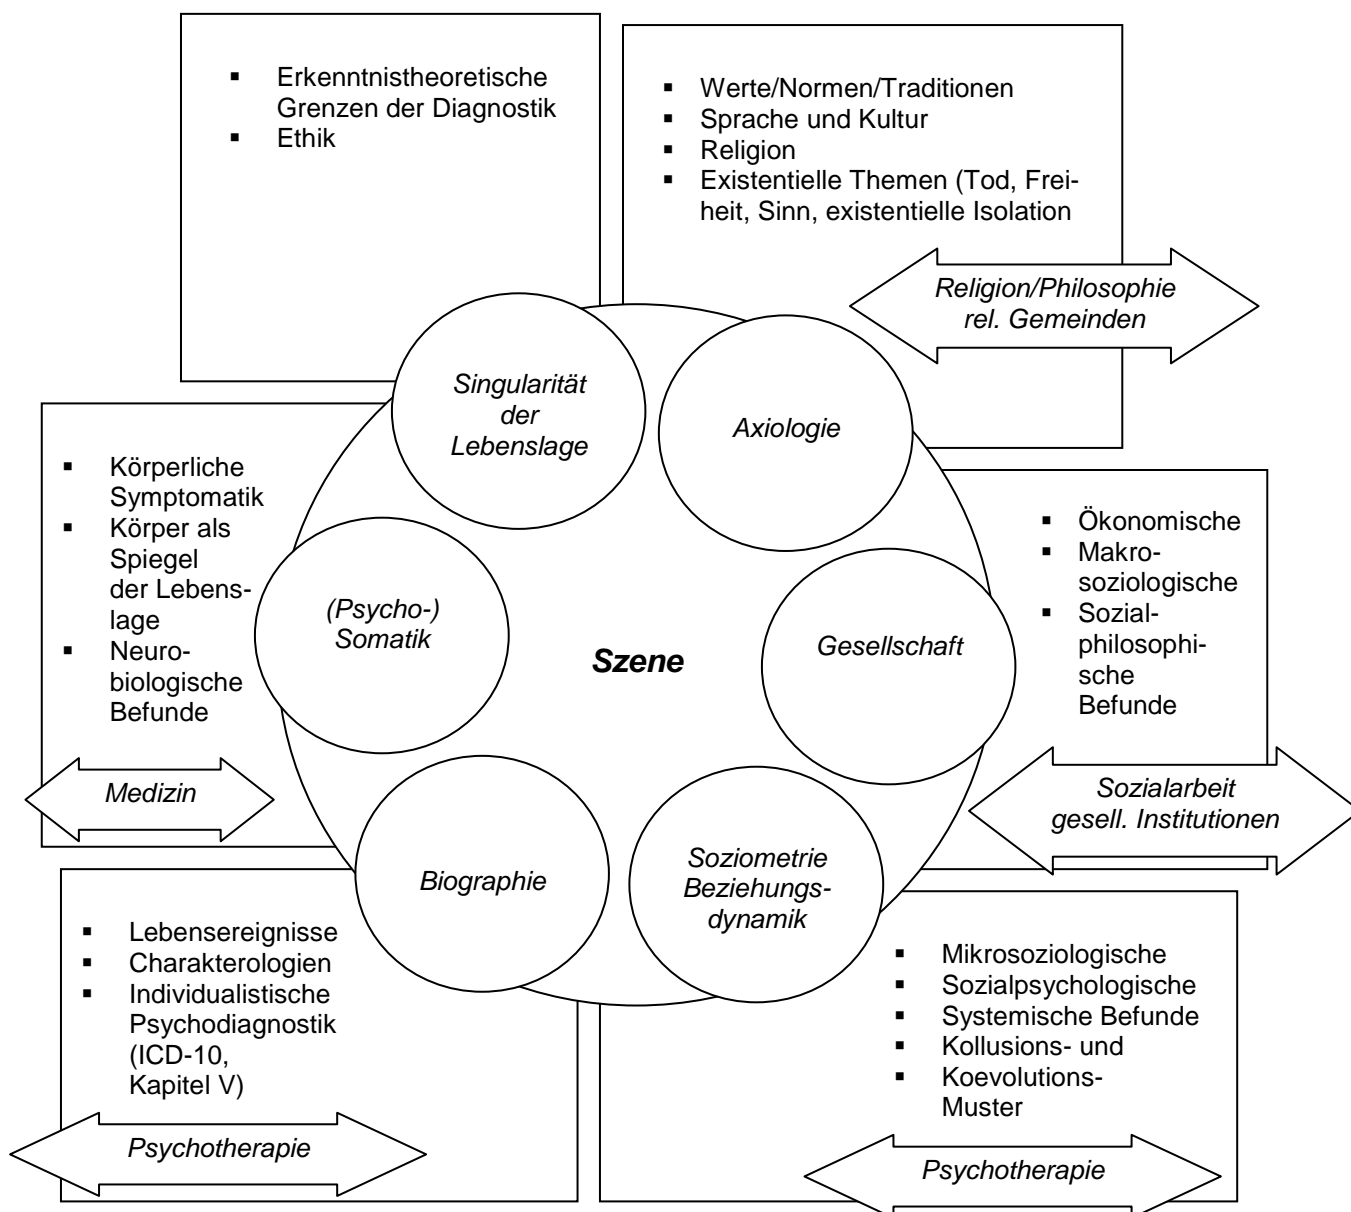 ▪ Erkenntnistheoretische
Grenzen der Diagnostik
▪ Ethik
▪ Werte/Normen/Traditionen
▪ Sprache und Kultur
▪ Religion
▪ Existentielle Themen (Tod, Frei-
heit, Sinn, existentielle Isolation
Religion/Philosophie
rel. Gemeinden
Singularität
der
Lebenslage
Axiologie
▪ Körperliche
Symptomatik
▪ Körper als
Spiegel
der Lebens-
lage
▪ Neuro-
biologische
Befunde
Medizin
(Psycho-)
Somatik
Szene
Gesellschaft
▪ Ökonomische
▪ Makro-
soziologische
▪ Sozial-
philosophi-
sche
Befunde
Sozialarbeit
gesell. Institutionen
Biographie
Soziometrie
Beziehungs-
dynamik
▪ Lebensereignisse
▪ Charakterologien
▪ Individualistische
Psychodiagnostik
(ICD-10,
Kapitel V)
Psychotherapie
▪ Mikrosoziologische
▪ Sozialpsychologische
▪ Systemische Befunde
▪ Kollusions- und
▪ Koevolutions-
Muster
Psychotherapie